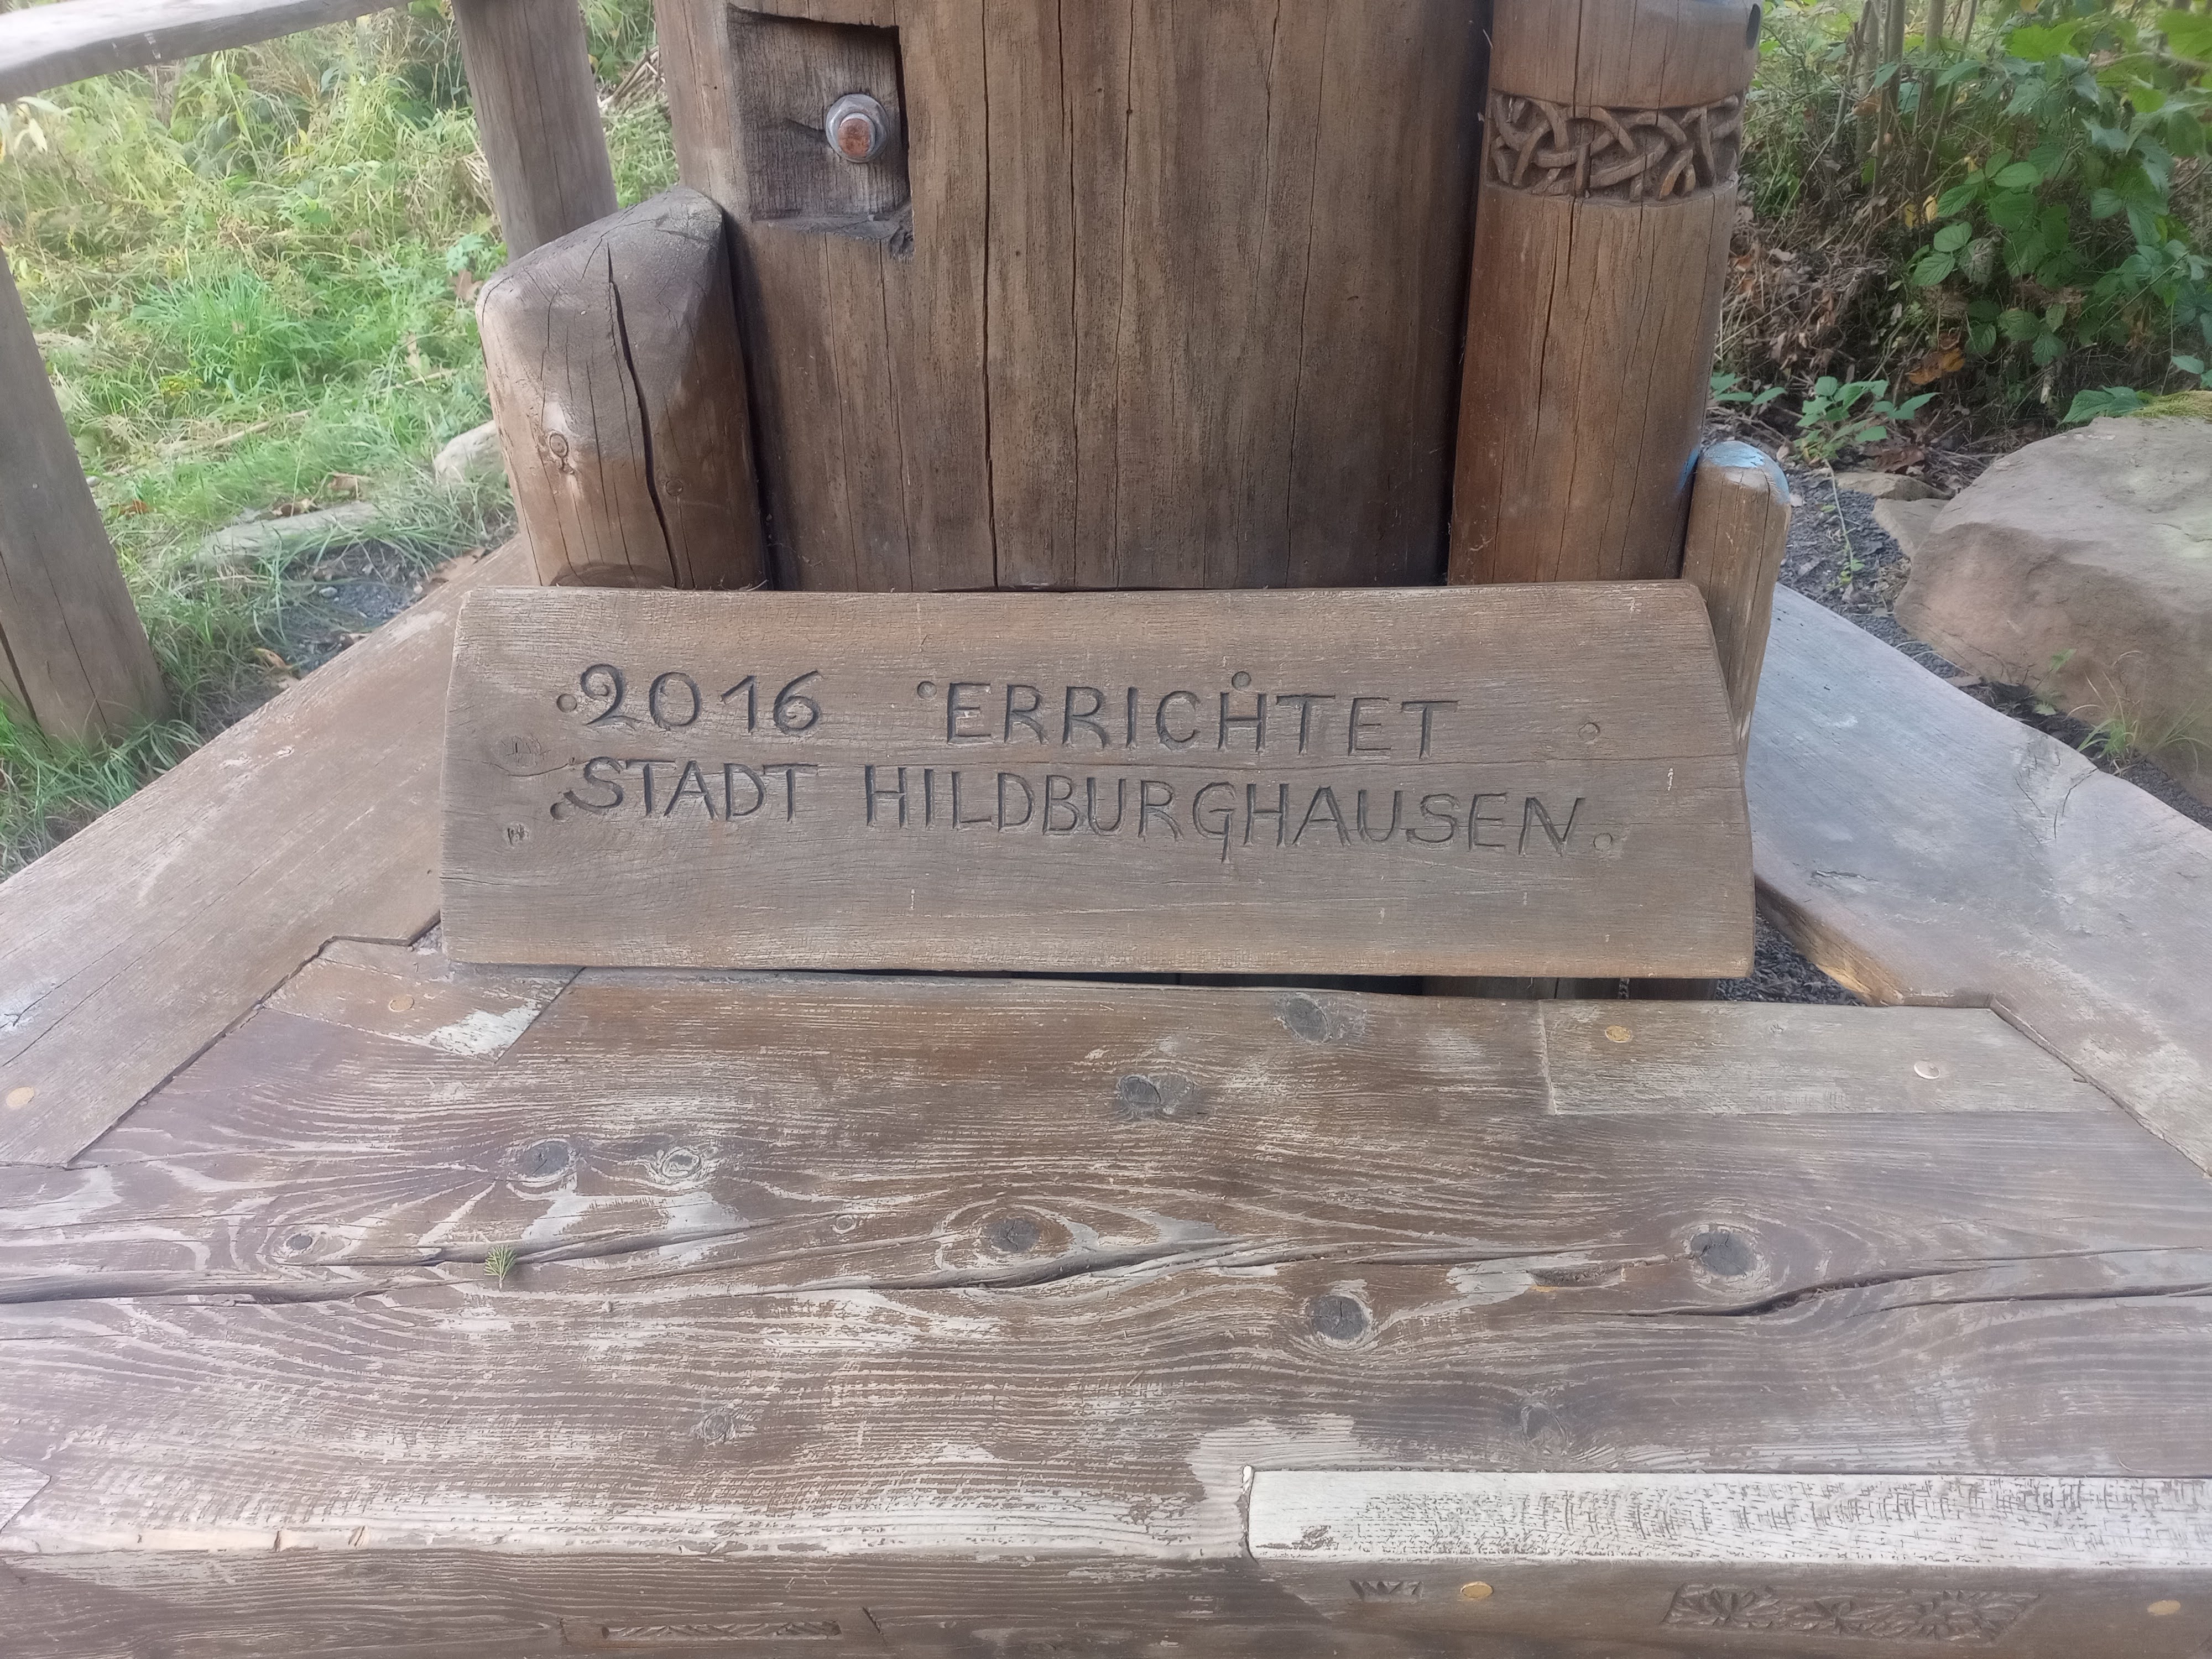 2016 ERRICHTET
STADT HILDBURGHAUSEN.